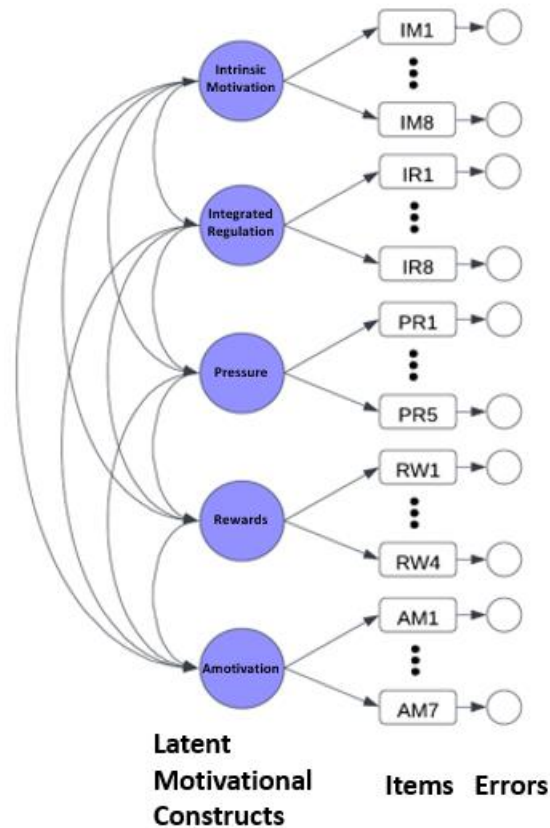 IM1
Intrinsic
Motivation
IM8
IR1
Integrated
Regulation
IR8
PR1
Pressure
PR5
RW1
Rewards
RW4
AM1
Amotivation
AM7
Latent
Motivational
Constructs
Items
Errors